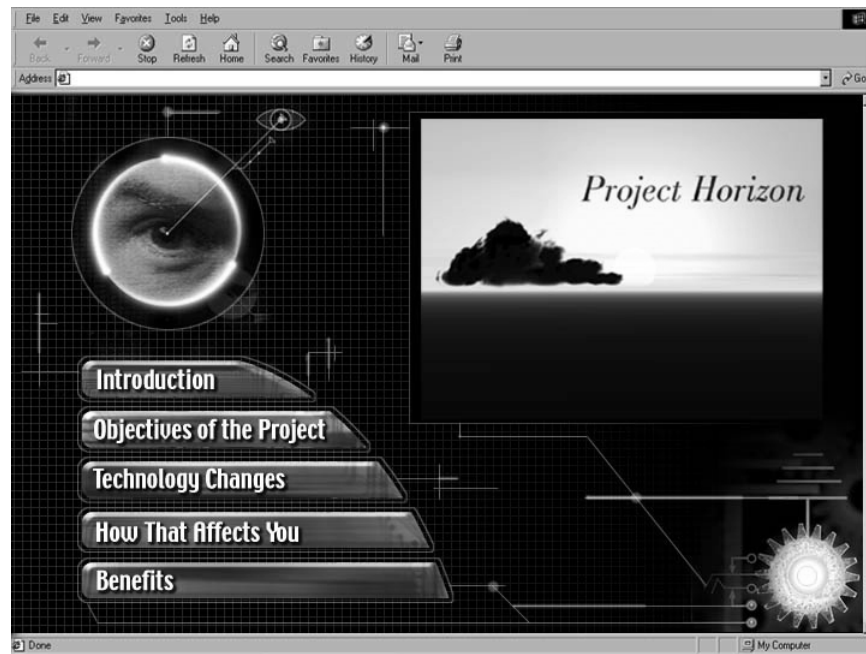 File Edit View Favorites Tools Help
Back Forward Stop Refresh Home Search Favorites History Mail Print
Address Go
Project Horizon
Introduction
Objectives of the Project
Technology Changes
How That Affects You
Benefits
Done My Computer